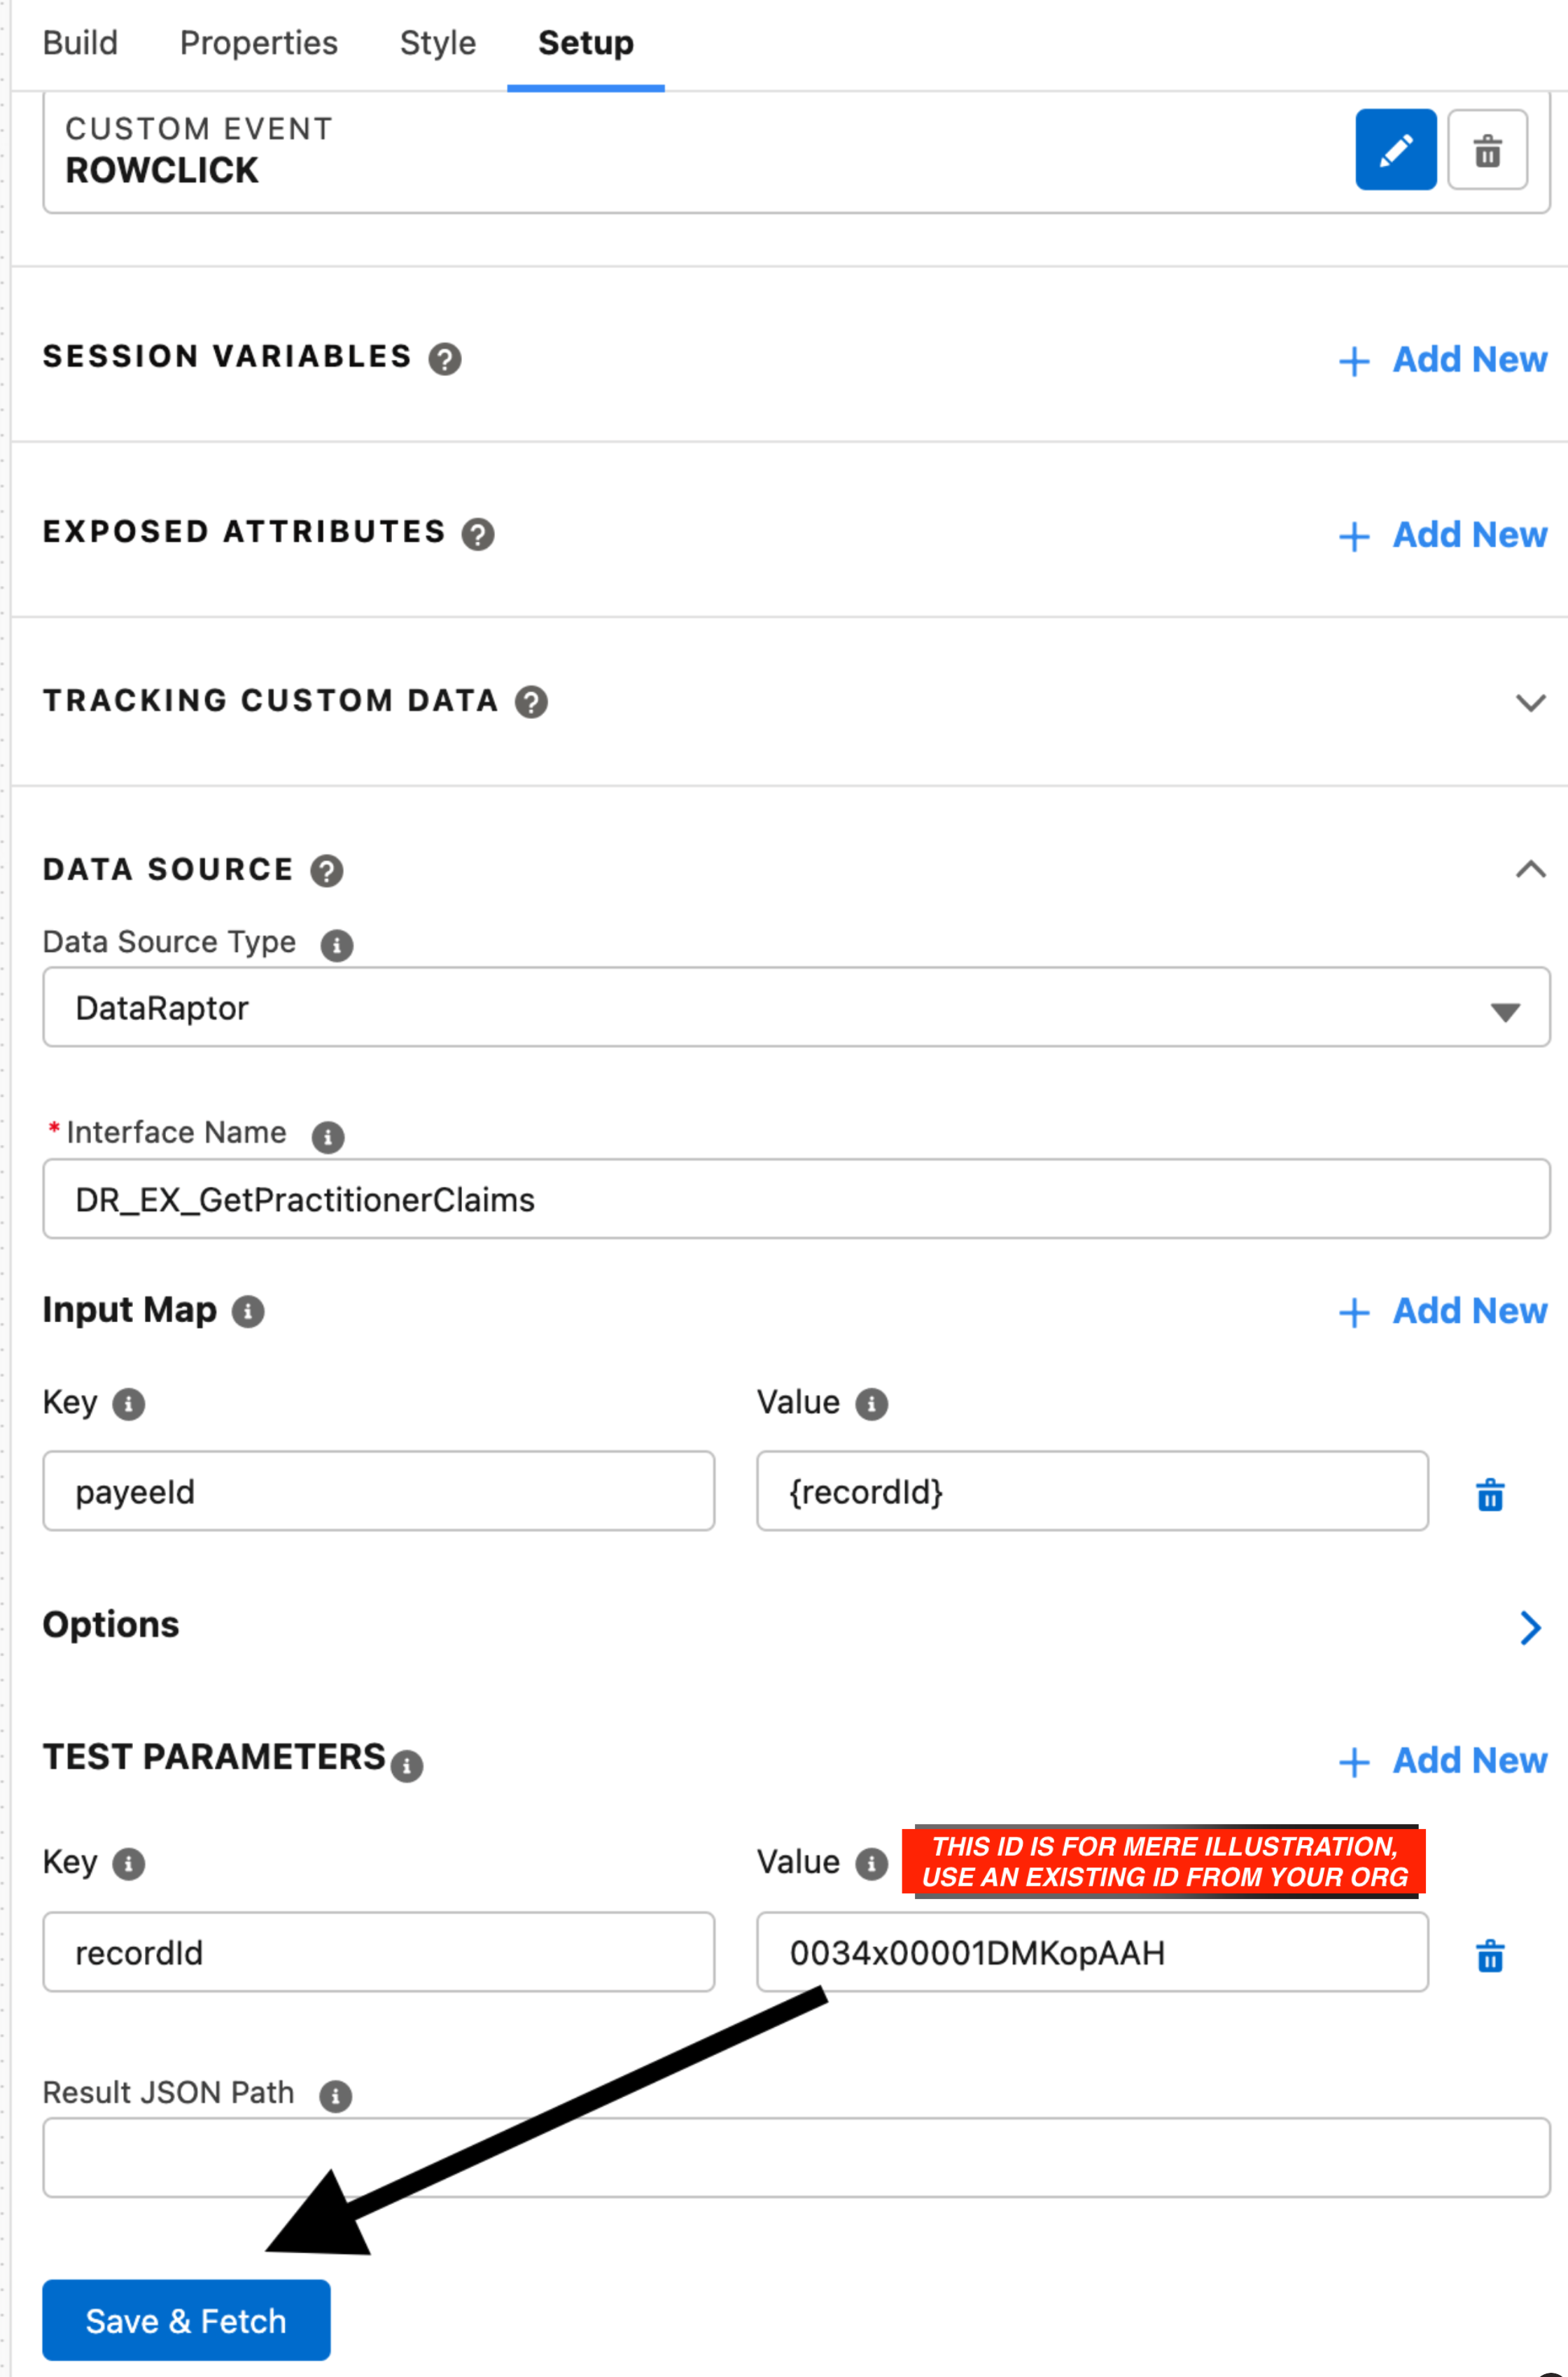 Build Properties Style Setup
CUSTOM EVENT
ROWCLICK
SESSION VARIABLES ? + Add New
EXPOSED ATTRIBUTES ? + Add New
TRACKING CUSTOM DATA ?
DATA SOURCE ?
Data Source Type i
DataRaptor
* Interface Name i
DR_EX_GetPractitionerClaims
Input Map i + Add New
Key i Value i
payeeId {recordId}
Options
TEST PARAMETERS i + Add New
Key i Value i THIS ID IS FOR MERE ILLUSTRATION,
USE AN EXISTING ID FROM YOUR ORG
recordId 0034x00001DMKopAAH
Result JSON Path i
Save & Fetch